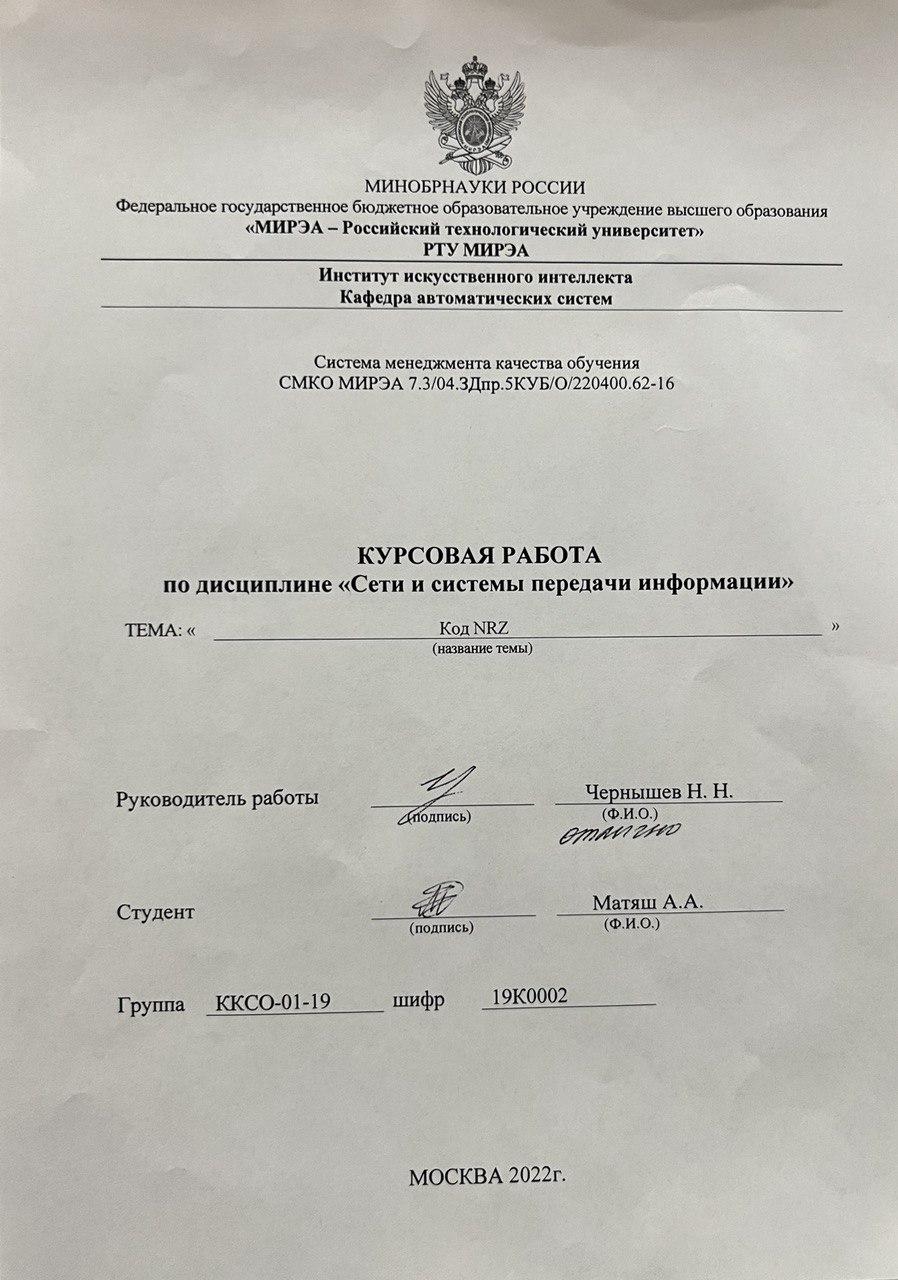 МИНОБРНАУКИ РОССИИ
Федеральное государственное бюджетное образовательное учреждение высшего образования
«МИРЭА – Российский технологический университет»
РТУ МИРЭА
Институт искусственного интеллекта
Кафедра автоматических систем
Система менеджмента качества обучения
СМКО МИРЭА 7.3/04.ЗДпр.5КУБ/О/220400.62-16
КУРСОВАЯ РАБОТА
по дисциплине «Сети и системы передачи информации»
ТЕМА: « Код NRZ »
(название темы)
Руководитель работы Чернышев Н. Н.
(подпись) (Ф.И.О.)
отлично
Студент Матяш А.А.
(подпись) (Ф.И.О.)
Группа ККСО-01-19 шифр 19К0002
МОСКВА 2022г.